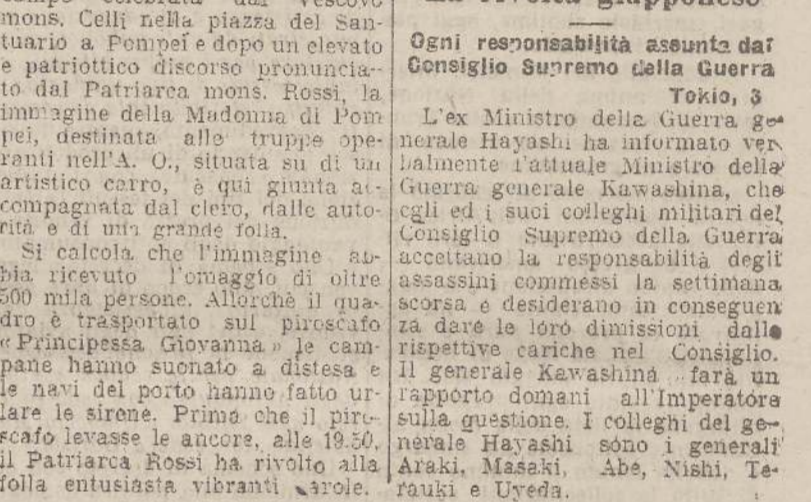 mons. Celli nella piazza del San-
tuario a Pompei e dopo un elevato
e patriottico discorso pronuncia-
to dal Patriarca mons. Rossi, la
immagine della Madonna di Pom
pei, destinata alle truppe ope-
ranti nell'A. O., situata su di un
artistico carro, è qui giunta ac-
compagnata dal clero, dalle auto-
rità e di una grande folla.
Si calcola che l'immagine ab-
bia ricevuto l'omaggio di oltre
500 mila persone. Allorchè il qua-
dro è trasportato sul piroscafo
« Principessa Giovanna » le cam-
pane hanno suonato a distesa e
le navi del porto hanno fatto ur-
lare le sirene. Prima che il piro-
scafo levasse le ancore, alle 19.50,
il Patriarca Rossi ha rivolto alla
folla entusiasta vibranti parole.
giapponese
Ogni responsabilità assunta dal
Consiglio Supremo della Guerra
Tokio, 3
L'ex Ministro della Guerra ge-
nerale Hayashi ha informato ver
balmente l'attuale Ministro della
Guerra generale Kawashina, che
egli ed i suoi colleghi militari del
Consiglio Supremo della Guerra
accettano la responsabilità degli
assassini commessi la settimana
scorsa e desiderano in conseguen
za dare le loro dimissioni dalle
rispettive cariche nel Consiglio.
Il generale Kawashina farà un
rapporto domani all'Imperatore
sulla questione. I colleghi del ge-
nerale Hayashi sono i generali
Araki, Masaki, Abe, Nishi, Te-
rauki e Uyeda.